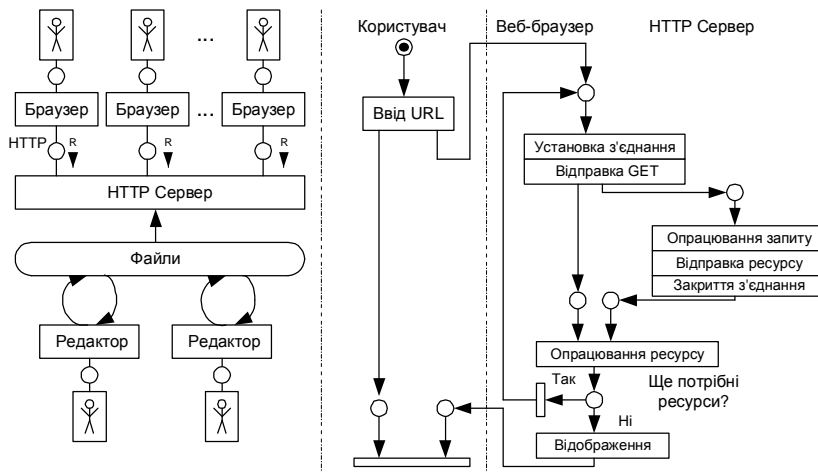 ...
Браузер
Браузер
...
Браузер
HTTP
R
R
R
HTTP Сервер
Файли
Редактор
Редактор
Користувач
Веб-браузер
HTTP Сервер
Ввід URL
Установка з’єднання
Відправка GET
Опрацювання запиту
Відправка ресурсу
Закриття з’єднання
Опрацювання ресурсу
Так
Ще потрібні
ресурси?
Ні
Відображення